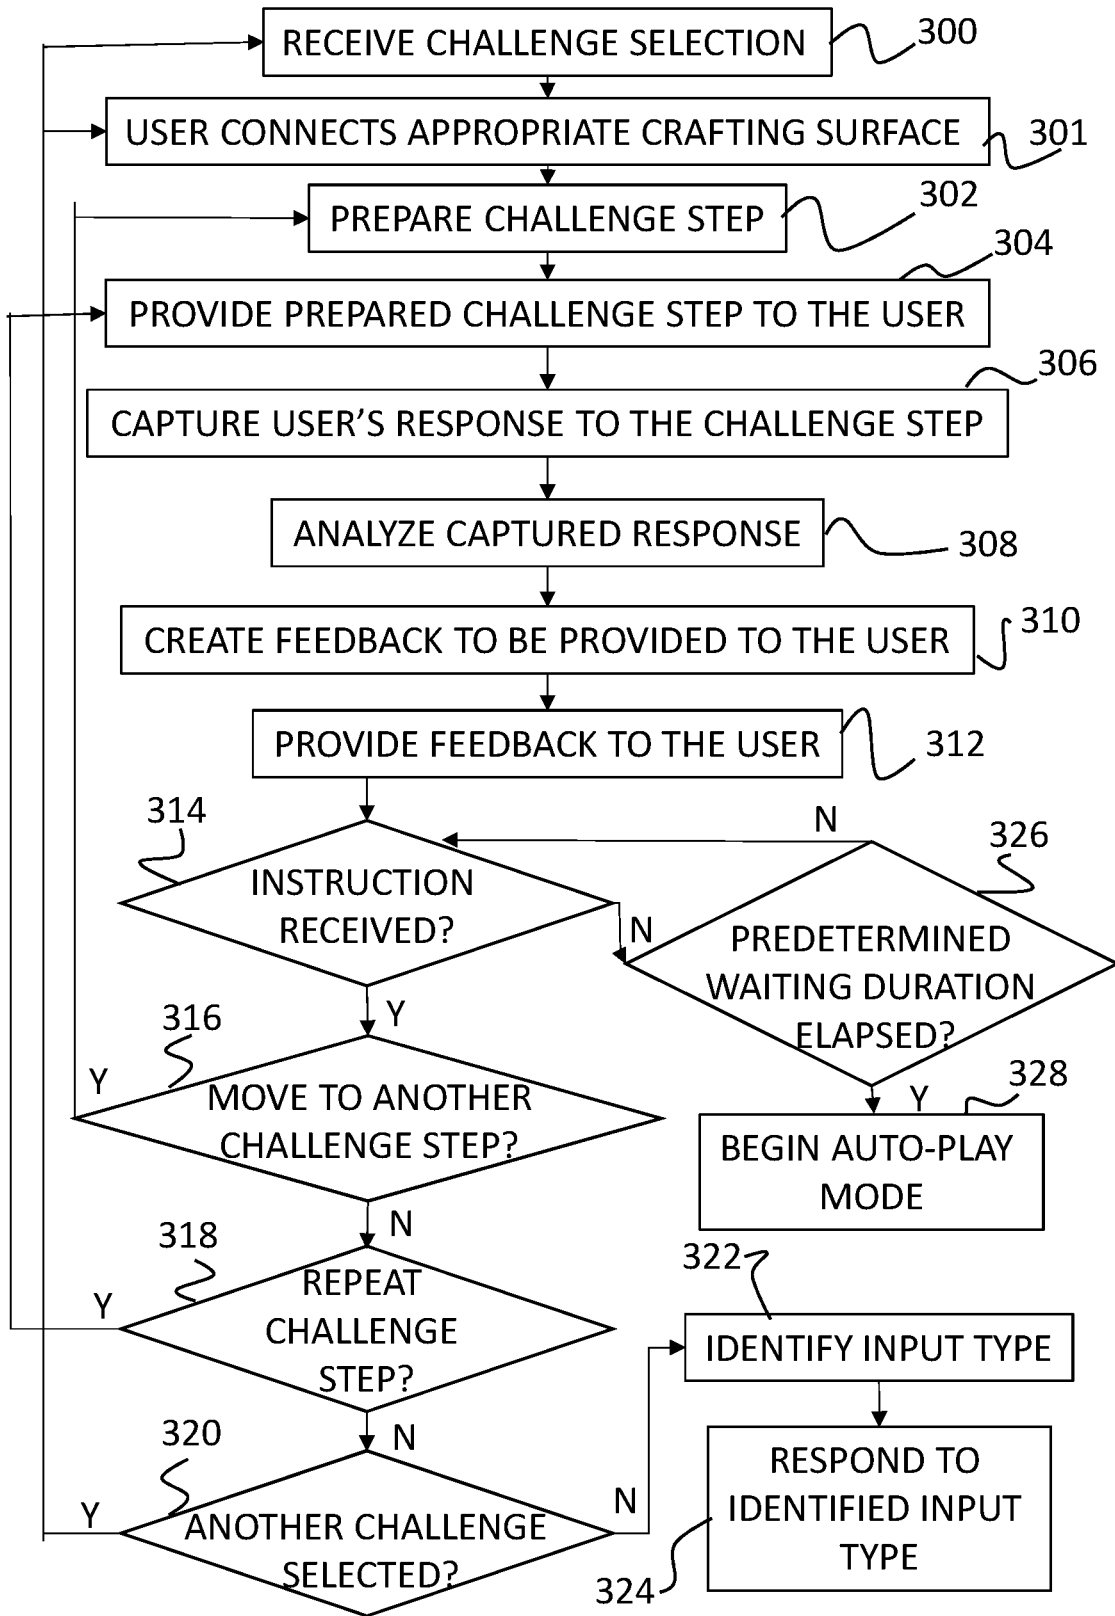 RECEIVE CHALLENGE SELECTION
300
USER CONNECTS APPROPRIATE CRAFTING SURFACE
301
PREPARE CHALLENGE STEP
302
304
PROVIDE PREPARED CHALLENGE STEP TO THE USER
306
CAPTURE USER'S RESPONSE TO THE CHALLENGE STEP
ANALYZE CAPTURED RESPONSE
308
CREATE FEEDBACK TO BE PROVIDED TO THE USER
310
PROVIDE FEEDBACK TO THE USER
312
314
INSTRUCTION
RECEIVED?
N
N
326
PREDETERMINED
WAITING DURATION
ELAPSED?
Y
316
Y
MOVE TO ANOTHER
CHALLENGE STEP?
Y
328
BEGIN AUTO-PLAY
MODE
N
318
Y
REPEAT
CHALLENGE
STEP?
322
IDENTIFY INPUT TYPE
N
320
Y
ANOTHER CHALLENGE
SELECTED?
N
RESPOND TO
IDENTIFIED INPUT
TYPE
324